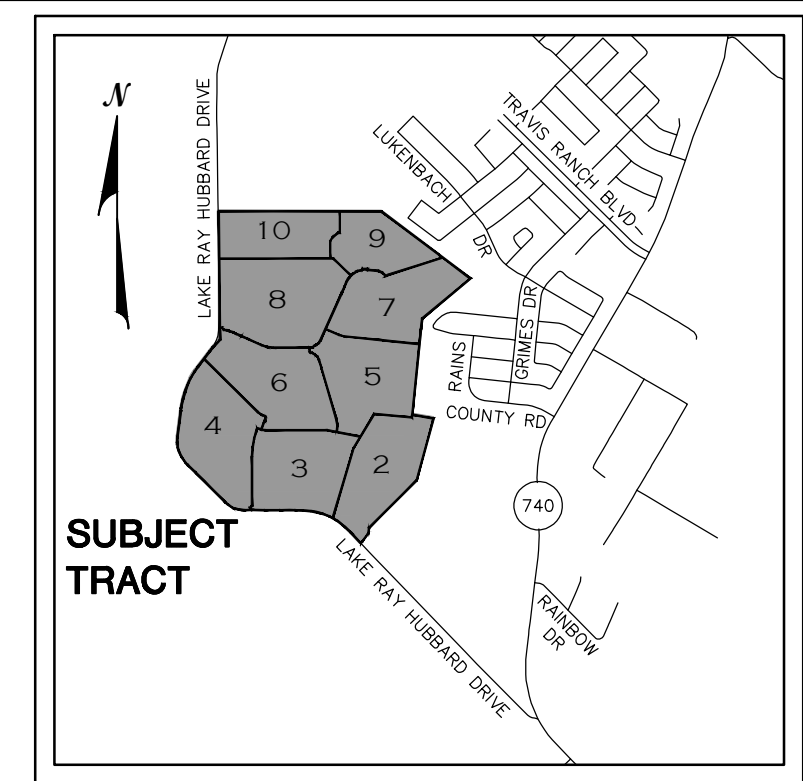 N
LAKE RAY HUBBARD DRIVE
TRAVIS RANCH BLVD
LUKENBACH
DR
10
9
8
7
GRIMES DR
RAINS
5
6
COUNTY RD
4
3
2
740
SUBJECT
TRACT
LAKE RAY HUBBARD DRIVE
RAINBOW
DR